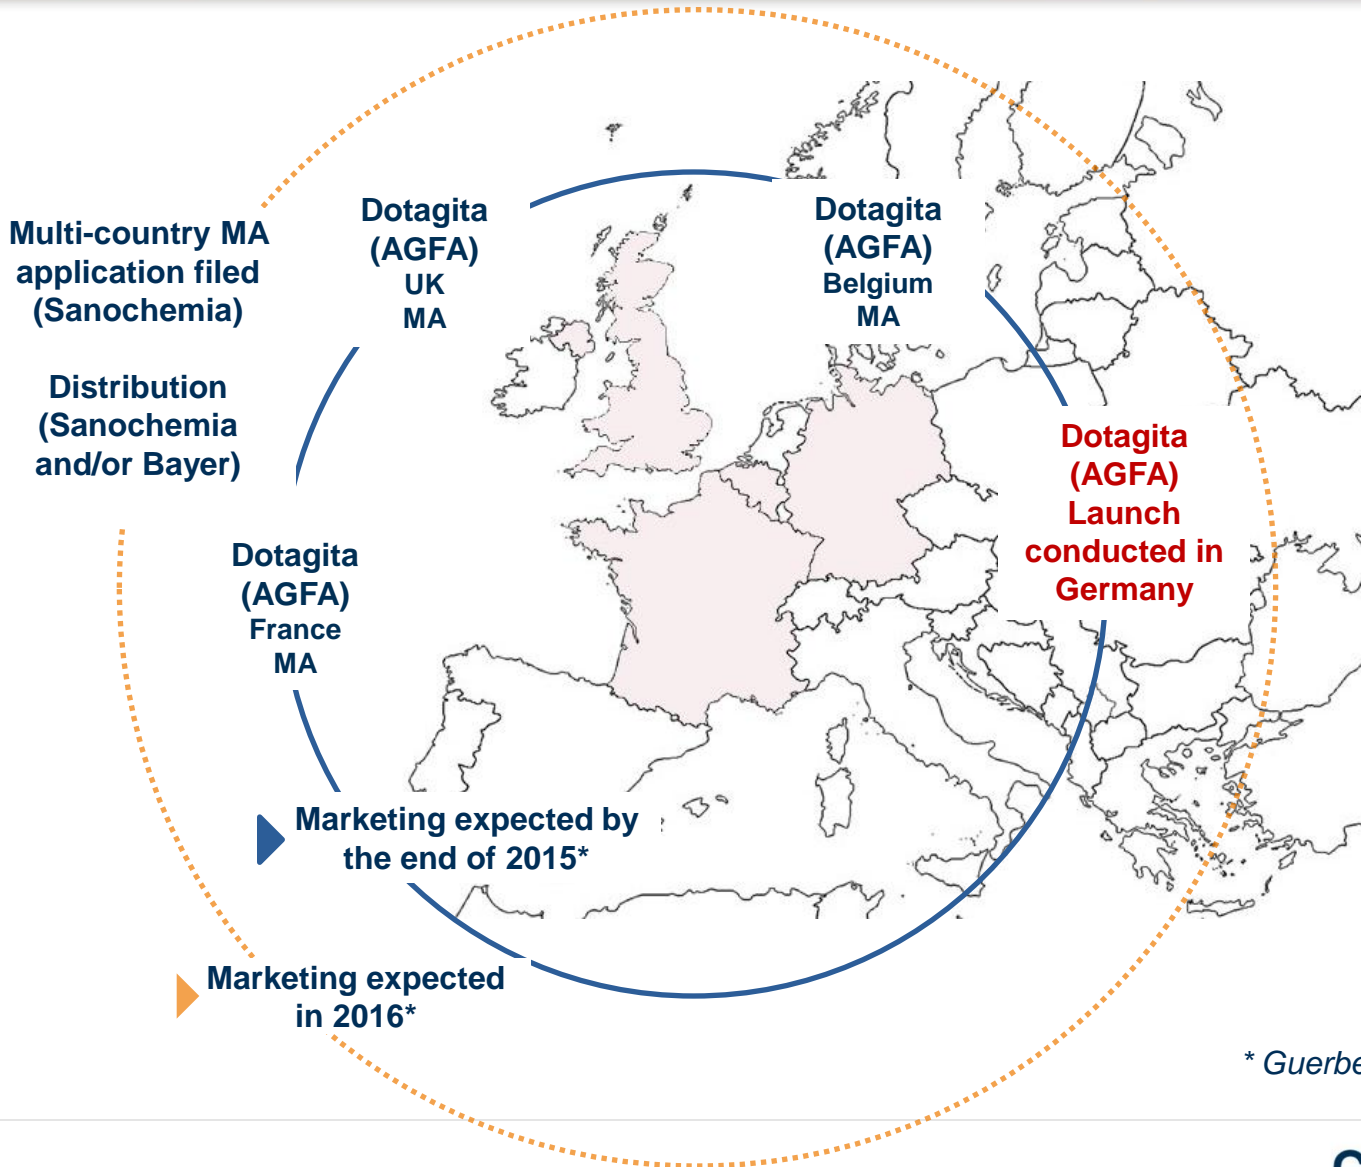 Multi-country MA
application filed
(Sanochemia)
Distribution
(Sanochemia
and/or Bayer)
Dotagita
(AGFA)
UK
MA
Dotagita
(AGFA)
Belgium
MA
Dotagita
(AGFA)
Launch
conducted in
Germany
Dotagita
(AGFA)
France
MA
Marketing expected by
the end of 2015*
Marketing expected
in 2016*
* Guerbe